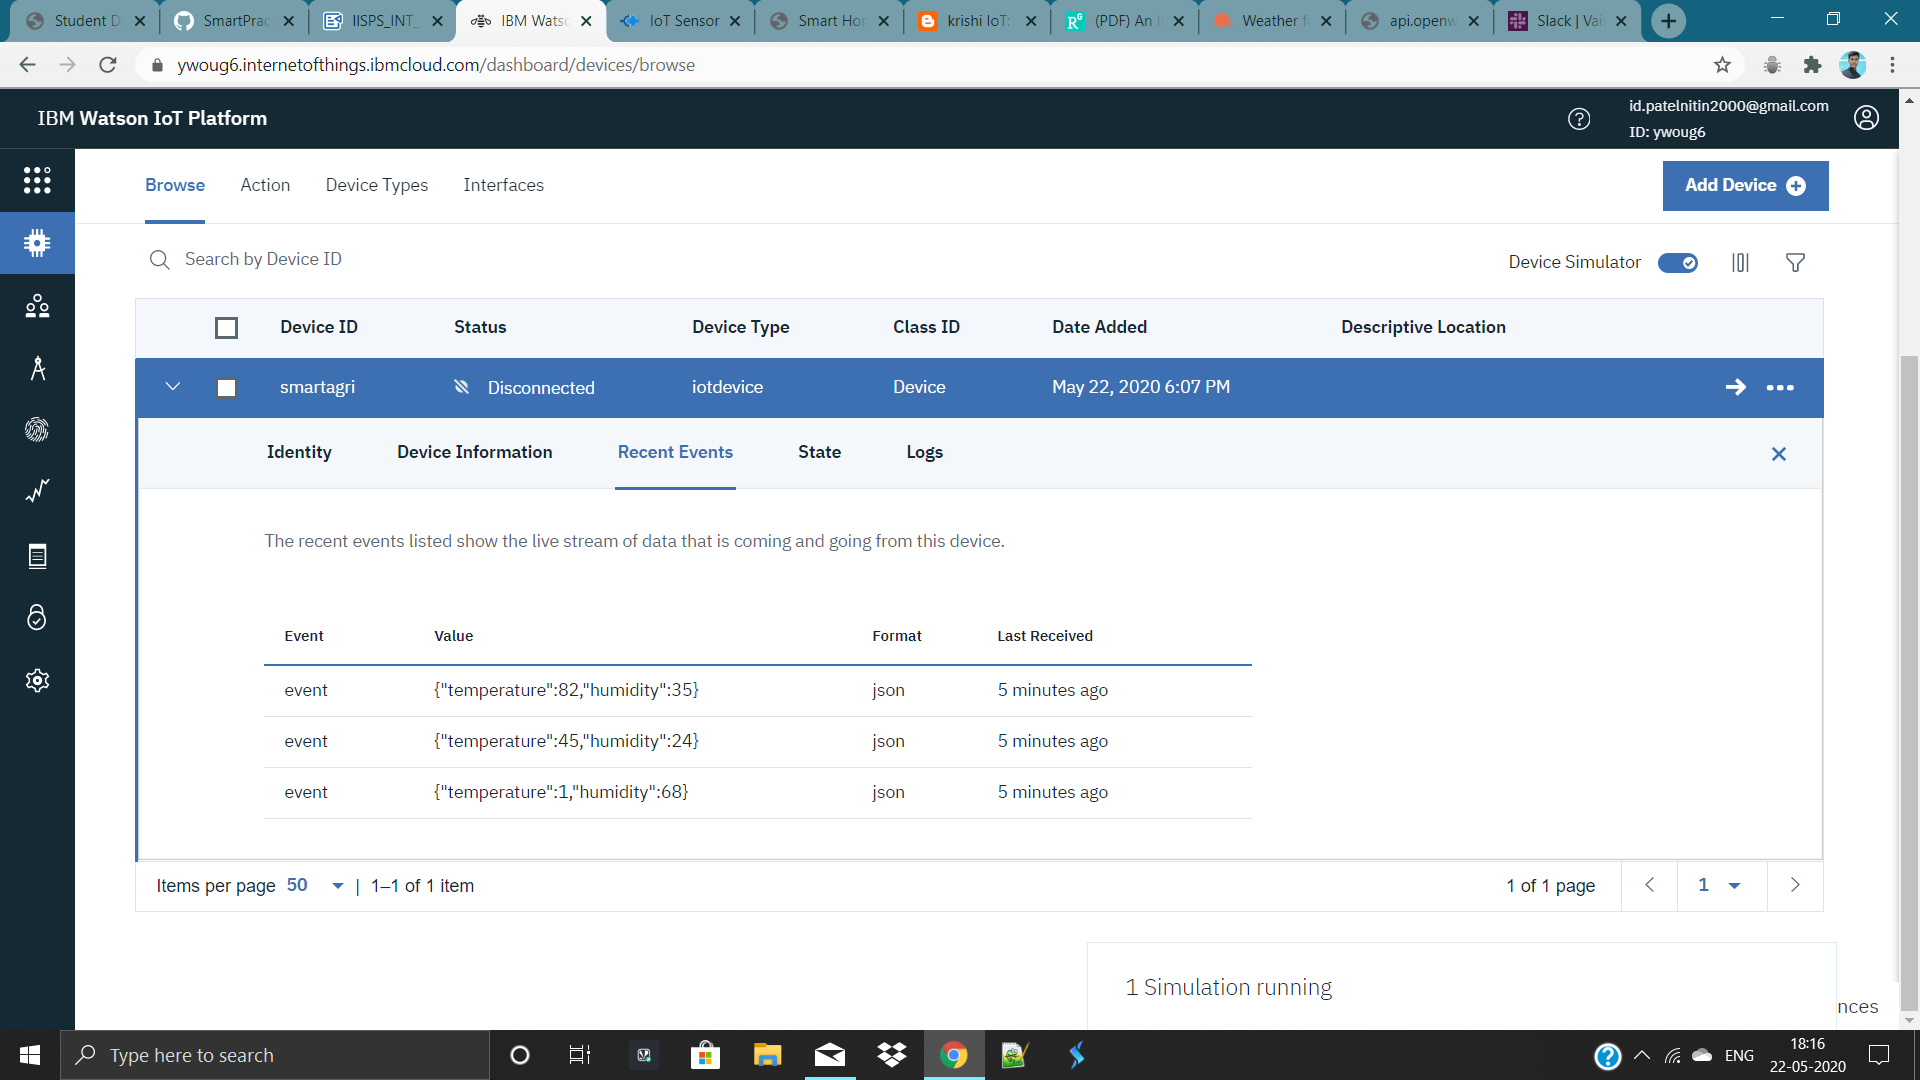 Student D SmartPrac IISPS_INT_ IBM Wats IoT Sensor Smart Hon krishi IoT: (PDF) An I Weather f api.openw Slack | Vai
ywoug6.internetofthings.ibmcloud.com/dashboard/devices/browse
IBM Watson IoT Platform
id.patelnitin2000@gmail.com
ID: ywoug6
Browse Action Device Types Interfaces Add Device
Search by Device ID Device Simulator
Device ID Status Device Type Class ID Date Added Descriptive Location
smartagri Disconnected iotdevice Device May 22, 2020 6:07 PM
Identity Device Information Recent Events State Logs
The recent events listed show the live stream of data that is coming and going from this device.
Event Value Format Last Received
event {"temperature":82,"humidity":35} json 5 minutes ago
event {"temperature":45,"humidity":24} json 5 minutes ago
event {"temperature":1,"humidity":68} json 5 minutes ago
Items per page 50 | 1–1 of 1 item 1 of 1 page 1
1 Simulation running
nces
Type here to search ENG 18:16
22-05-2020